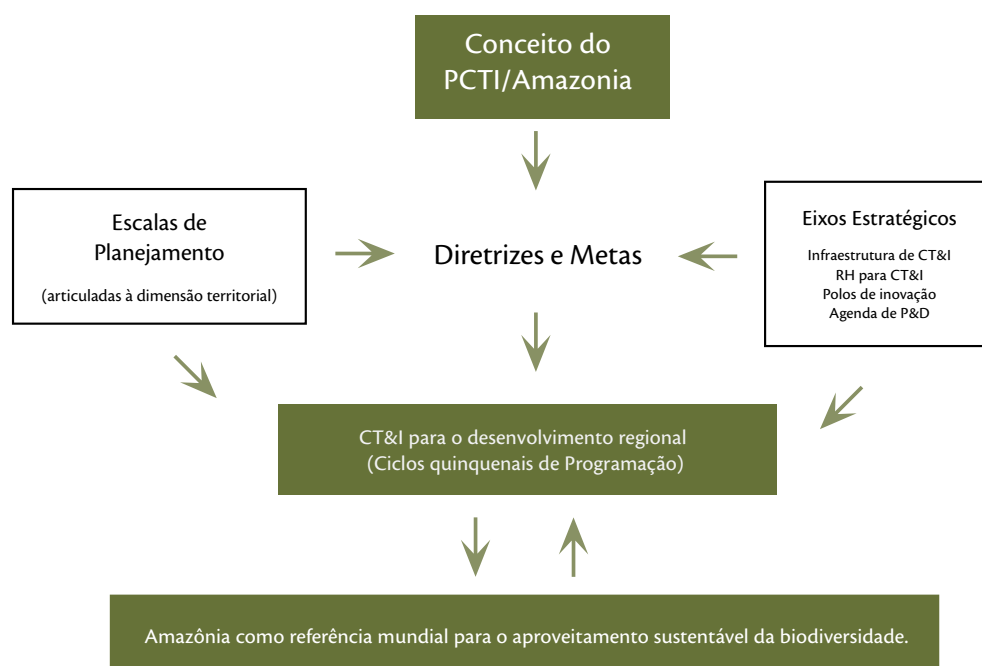 Conceito do
PCTI/Amazonia
Escalas de
Planejamento
(articuladas à dimensão territorial)
Diretrizes e Metas
Eixos Estratégicos
Infraestrutura de CT&I
RH para CT&I
Polos de inovação
Agenda de P&D
CT&I para o desenvolvimento regional
(Ciclos quinquenais de Programação)
Amazônia como referência mundial para o aproveitamento sustentável da biodiversidade.